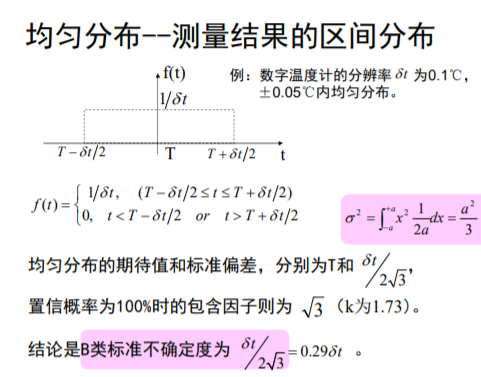 均匀分布--测量结果的区间分布
f(t)
1/δt
例：数字温度计的分辨率 δt 为0.1℃，
±0.05℃内均匀分布。
T−δt/2 T T+δt/2 t
f(t) = { 1/δt, (T−δt/2≤t≤T+δt/2)
0, t<T−δt/2 or t>T+δt/2
σ² = ∫₋ₐ⁺ᵃ x² 1/2a dx = a²/3
均匀分布的期待值和标准偏差，分别为T和 δt/2√3，
置信概率为100%时的包含因子则为 √3 （k为1.73）。
结论是B类标准不确定度为 δt/2√3 = 0.29δt 。